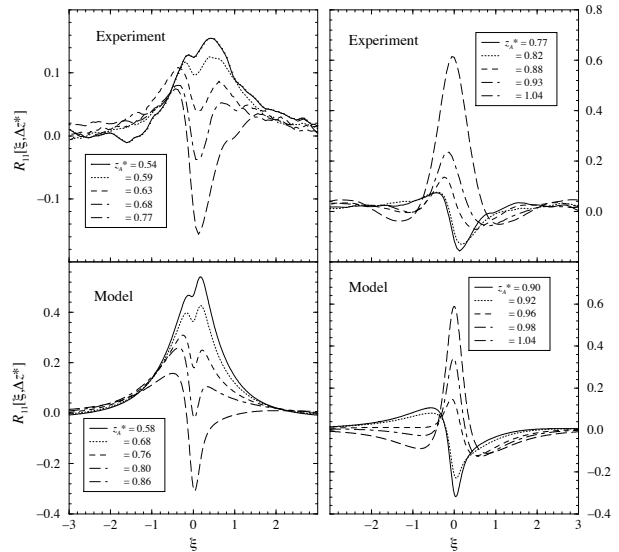 Experiment
0.1
0.0
−0.1
R₁₁[ξ,Δz*]
z_A* = 0.54
= 0.59
= 0.63
= 0.68
= 0.77
Experiment
0.8
0.6
0.4
0.2
0.0
z_A* = 0.77
= 0.82
= 0.88
= 0.93
= 1.04
Model
0.4
0.2
0.0
−0.2
−0.4
R₁₁[ξ,Δz*]
z_A* = 0.58
= 0.68
= 0.76
= 0.80
= 0.86
−3 −2 −1 0 1 2
ξ
Model
0.6
0.4
0.2
0.0
−0.2
−0.4
z_A* = 0.90
= 0.92
= 0.96
= 0.98
= 1.04
−2 −1 0 1 2 3
ξ